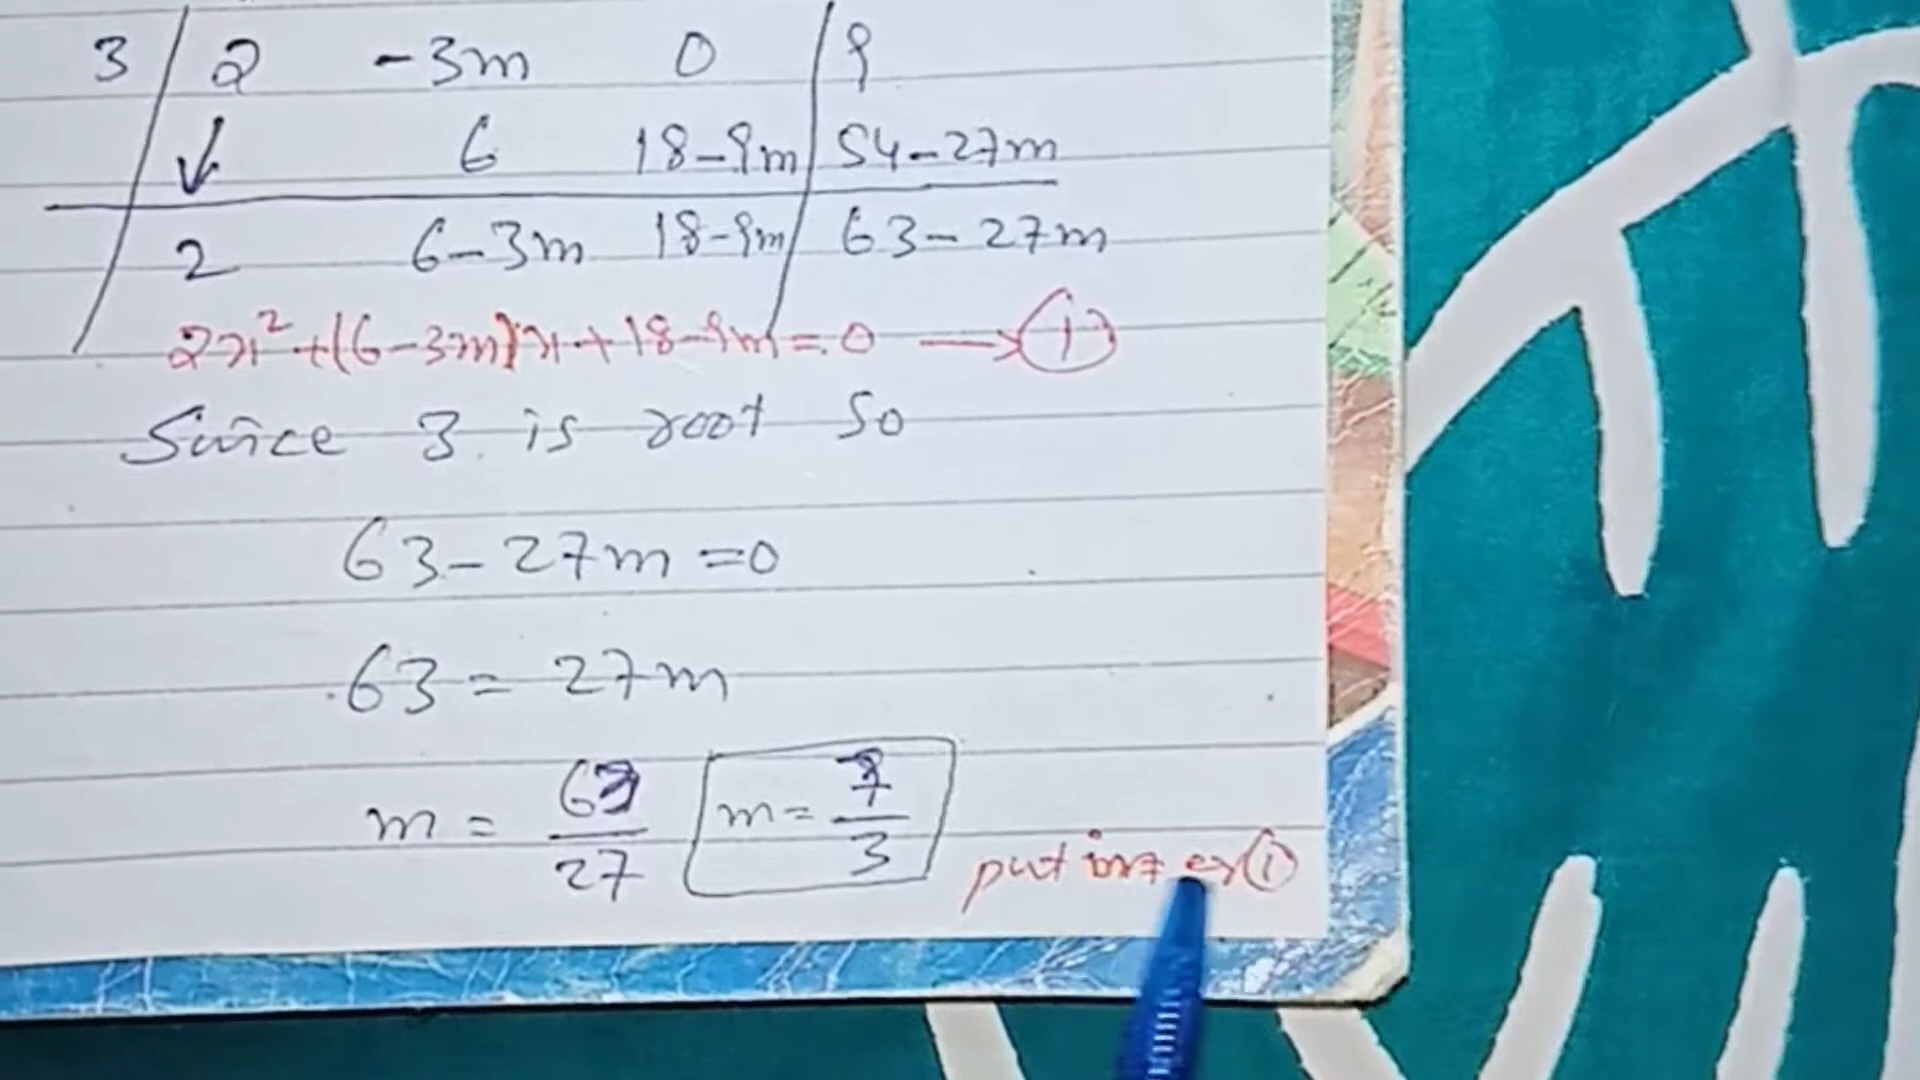 3 2 -3m 0 9
↓ 6 18-9m 54-27m
2 6-3m 18-9m 63-27m
2x²+(6-3m)x+18-9m=0 → ①
Since 3 is root so
63-27m=0
63=27m
m=63/27 m=7/3
put in eq ①